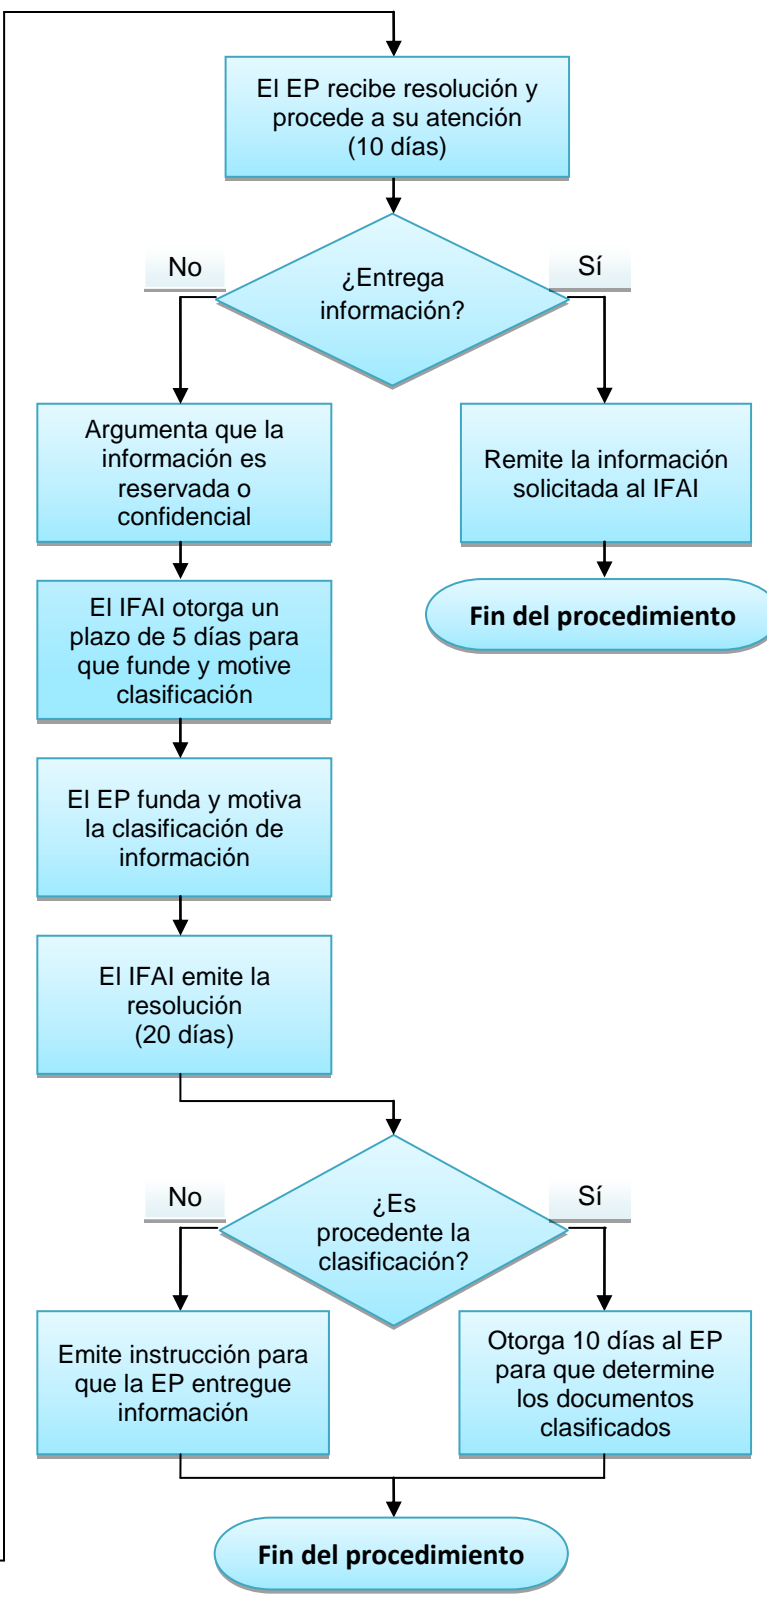 El EP recibe resolución y
procede a su atención
(10 días)
¿Entrega
información?
No
Sí
Argumenta que la
información es
reservada o
confidencial
Remite la información
solicitada al IFAI
El IFAI otorga un
plazo de 5 días para
que funde y motive
clasificación
Fin del procedimiento
El EP funda y motiva
la clasificación de
información
El IFAI emite la
resolución
(20 días)
¿Es
procedente la
clasificación?
No
Sí
Emite instrucción para
que la EP entregue
información
Otorga 10 días al EP
para que determine
los documentos
clasificados
Fin del procedimiento